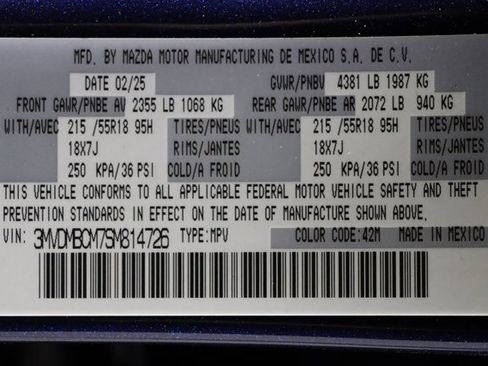 MFD. BY MAZDA MOTOR MANUFACTURING DE MEXICO S.A. DE C.V.
DATE 02/25 GVWR/PNBV 4381 LB 1987 KG
FRONT GAWR/PNBE AV 2355 LB 1068 KG REAR GAWR/PNBE AR 2072 LB 940 KG
WITH/AVEC 215 /55R18 95H TIRES/PNEUS WITH/AVEC 215 /55R18 95H TIRES/PNEUS
18X7J RIMS/JANTES 18X7J RIMS/JANTES
250 KPA/36 PSI COLD/A FROID 250 KPA/36 PSI COLD/A FROID
THIS VEHICLE CONFORMS TO ALL APPLICABLE FEDERAL MOTOR VEHICLE SAFETY AND THEFT
PREVENTION STANDARDS IN EFFECT ON THE DATE OF MANUFACTURE SHOWN ABOVE.
VIN: 3MVDMBCM7SM814726 TYPE:MPV COLOR CODE:42M MADE IN MEXICO